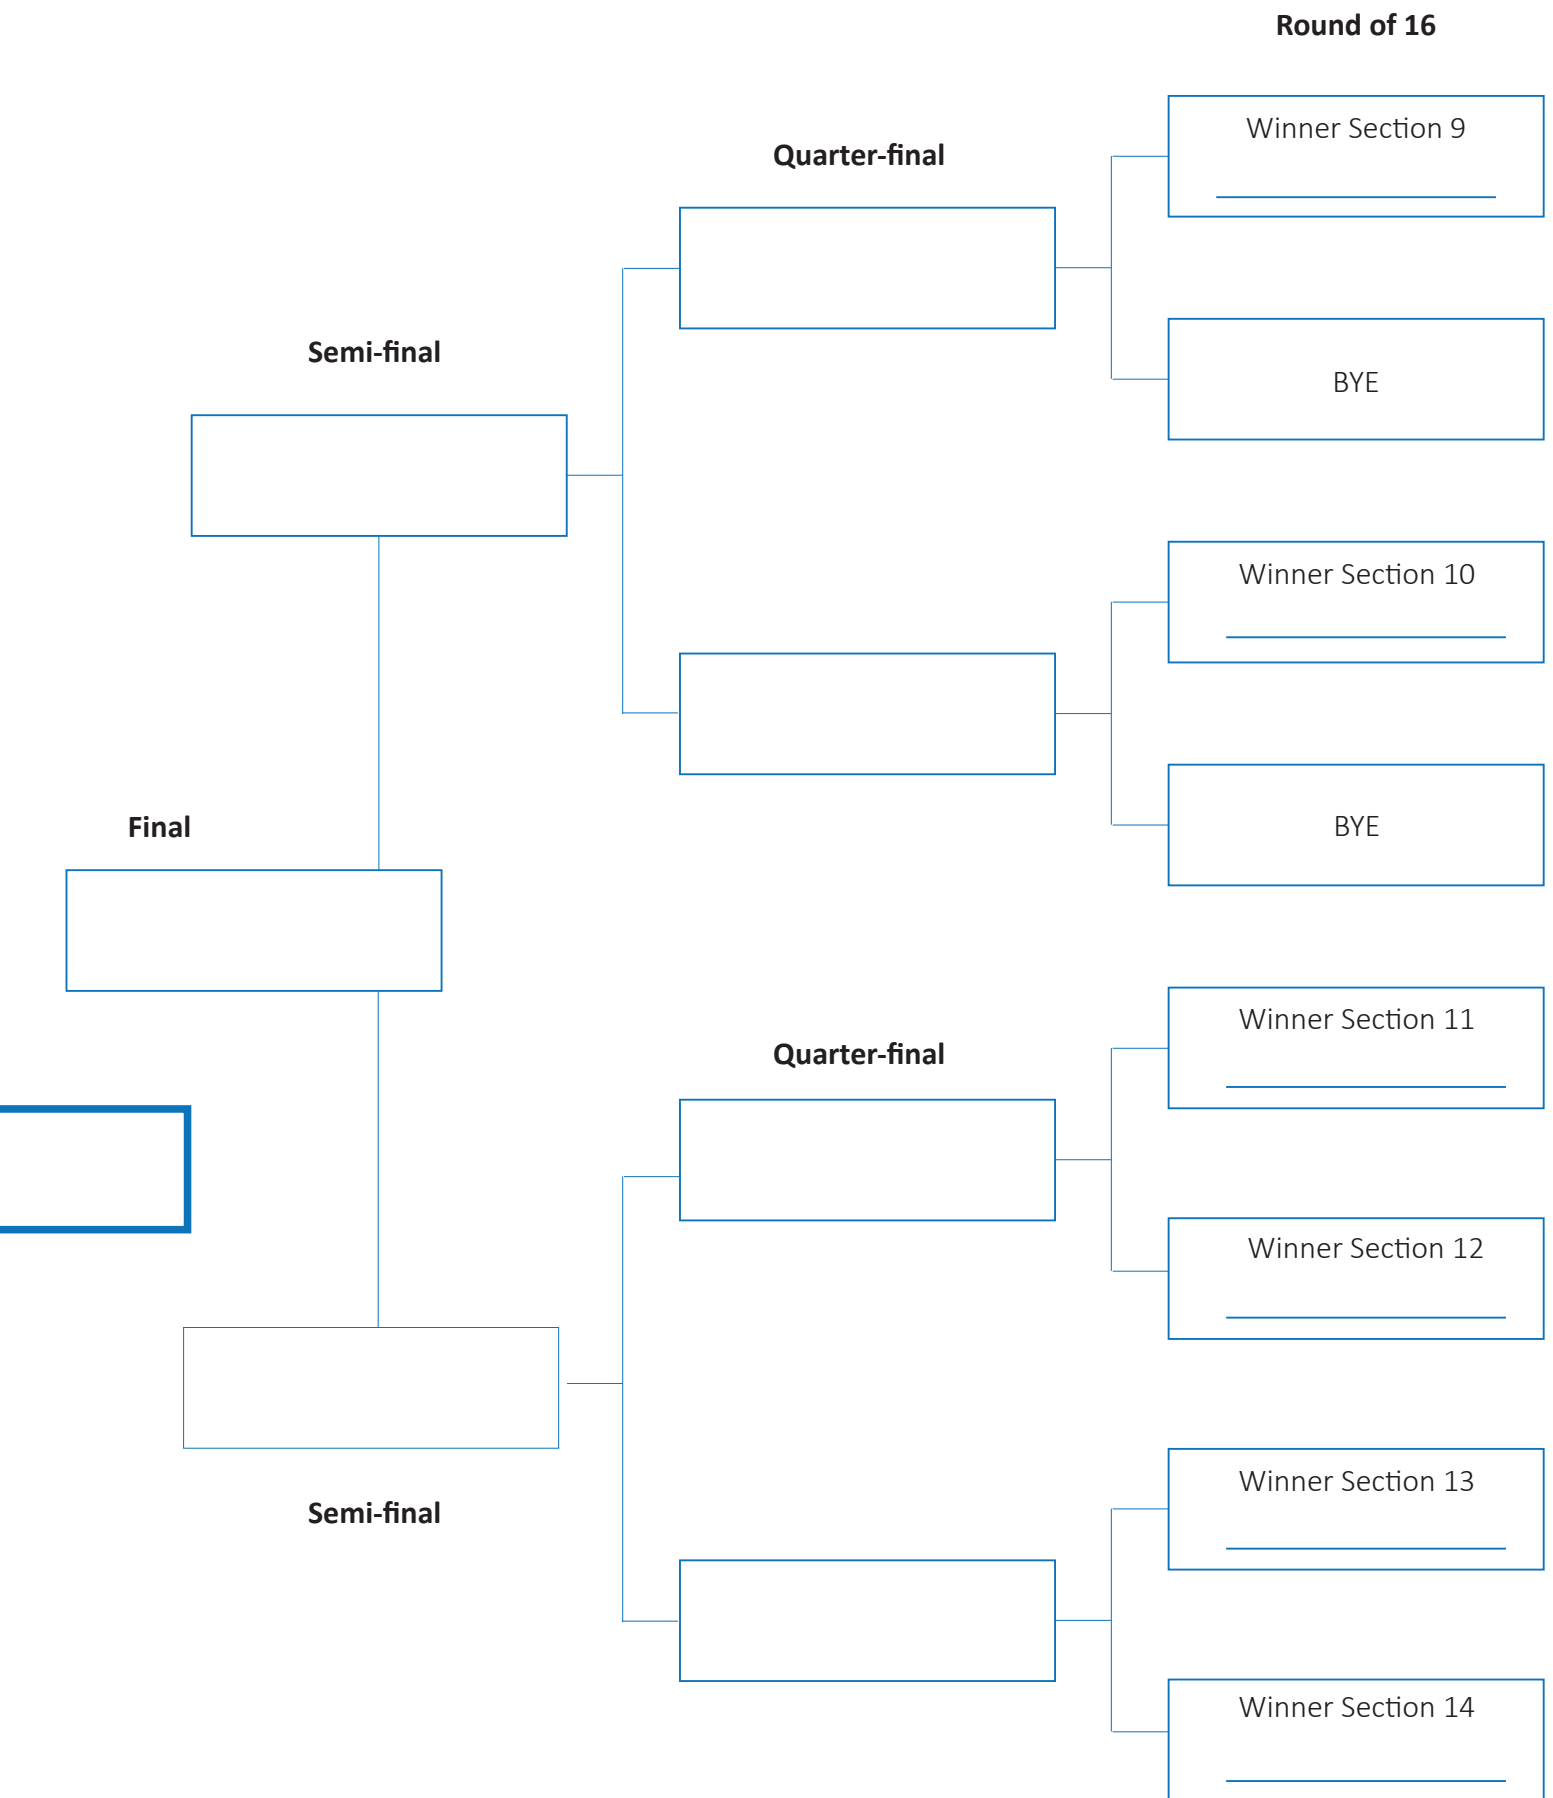 Round of 16
Winner Section 9
Quarter-final
Semi-final
BYE
Winner Section 10
Final
BYE
Winner Section 11
Quarter-final
Winner Section 12
Winner Section 13
Semi-final
Winner Section 14